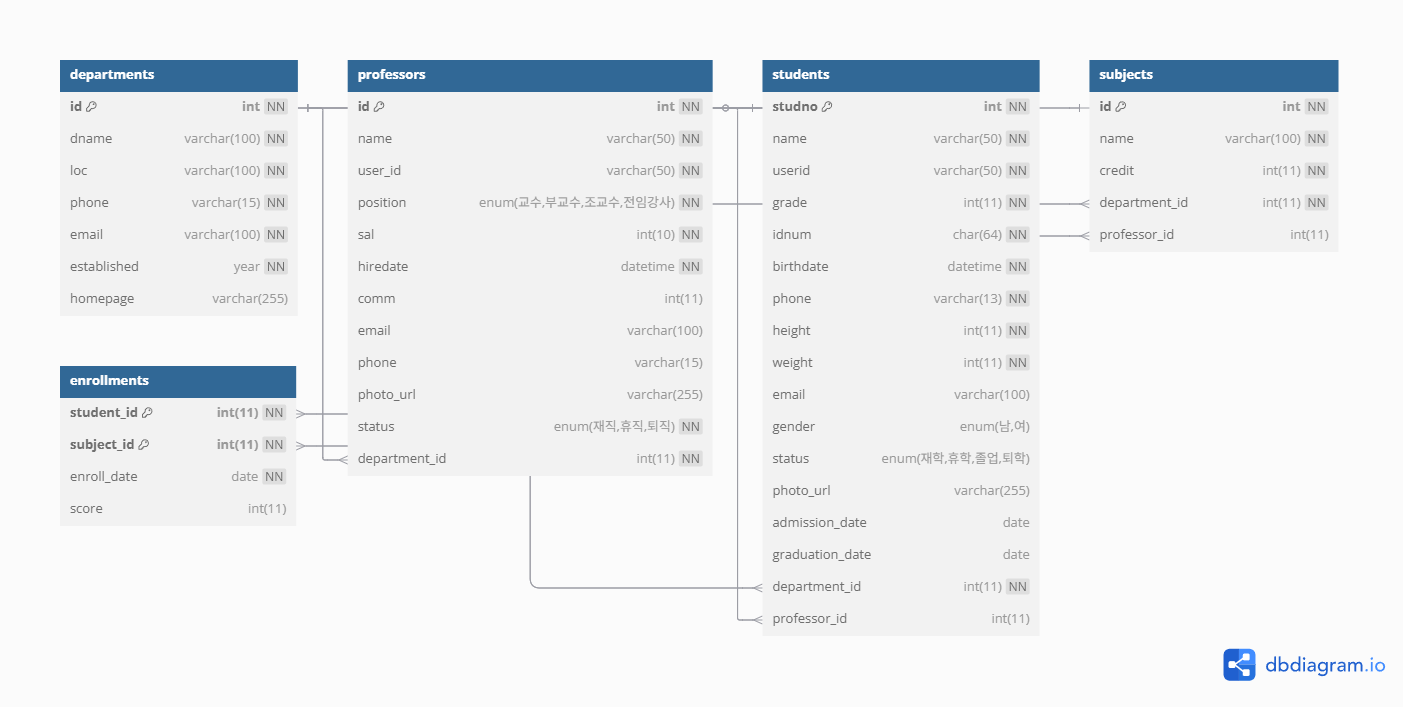 departments
id int NN
dname varchar(100) NN
loc varchar(100) NN
phone varchar(15) NN
email varchar(100) NN
established year NN
homepage varchar(255)
enrollments
student_id int(11) NN
subject_id int(11) NN
enroll_date date NN
score int(11)
professors
id int NN
name varchar(50) NN
user_id varchar(50) NN
position enum(교수,부교수,조교수,전임강사) NN
sal int(10) NN
hiredate datetime NN
comm int(11)
email varchar(100)
phone varchar(15)
photo_url varchar(255)
status enum(재직,휴직,퇴직) NN
department_id int(11) NN
students
studno int NN
name varchar(50) NN
userid varchar(50) NN
grade int(11) NN
idnum char(64) NN
birthdate datetime NN
phone varchar(13) NN
height int(11) NN
weight int(11) NN
email varchar(100)
gender enum(남,여)
status enum(재학,휴학,졸업,퇴학)
photo_url varchar(255)
admission_date date
graduation_date date
department_id int(11) NN
professor_id int(11)
subjects
id int NN
name varchar(100) NN
credit int(11) NN
department_id int(11) NN
professor_id int(11)
dbdiagram.io